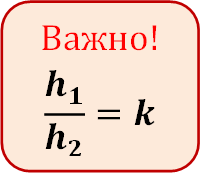 Важно!
h₁/h₂ = k